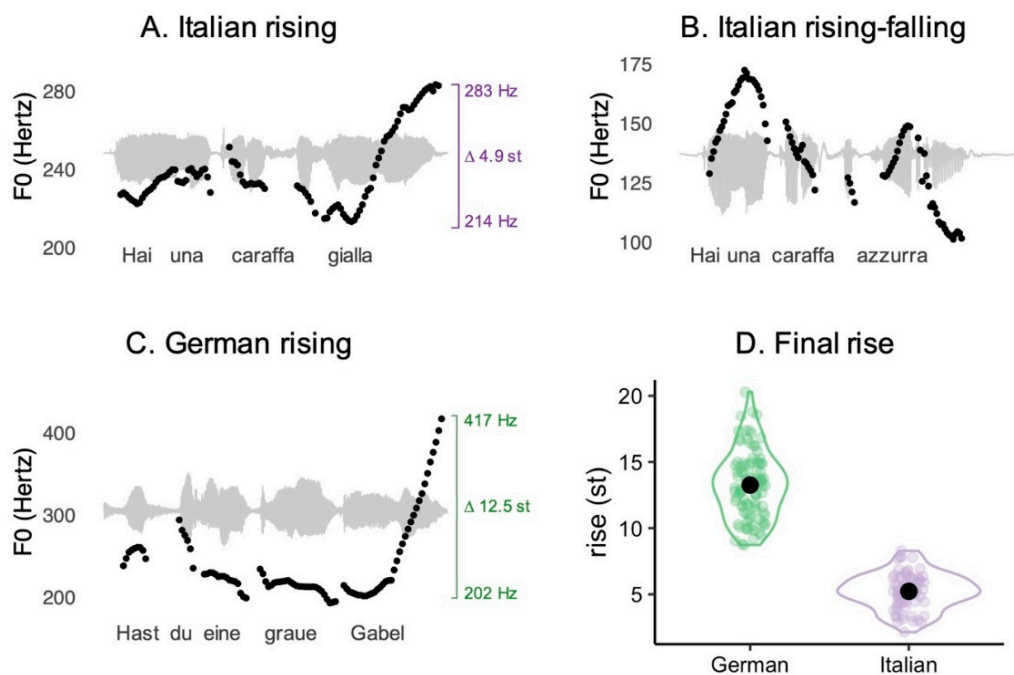 A. Italian rising
F0 (Hertz)
280
240
200
283 Hz
Δ 4.9 st
214 Hz
Hai una caraffa gialla
B. Italian rising-falling
F0 (Hertz)
175
150
125
100
Hai una caraffa azzurra
C. German rising
F0 (Hertz)
400
300
200
417 Hz
Δ 12.5 st
202 Hz
Hast du eine graue Gabel
D. Final rise
rise (st)
20
15
10
5
German Italian